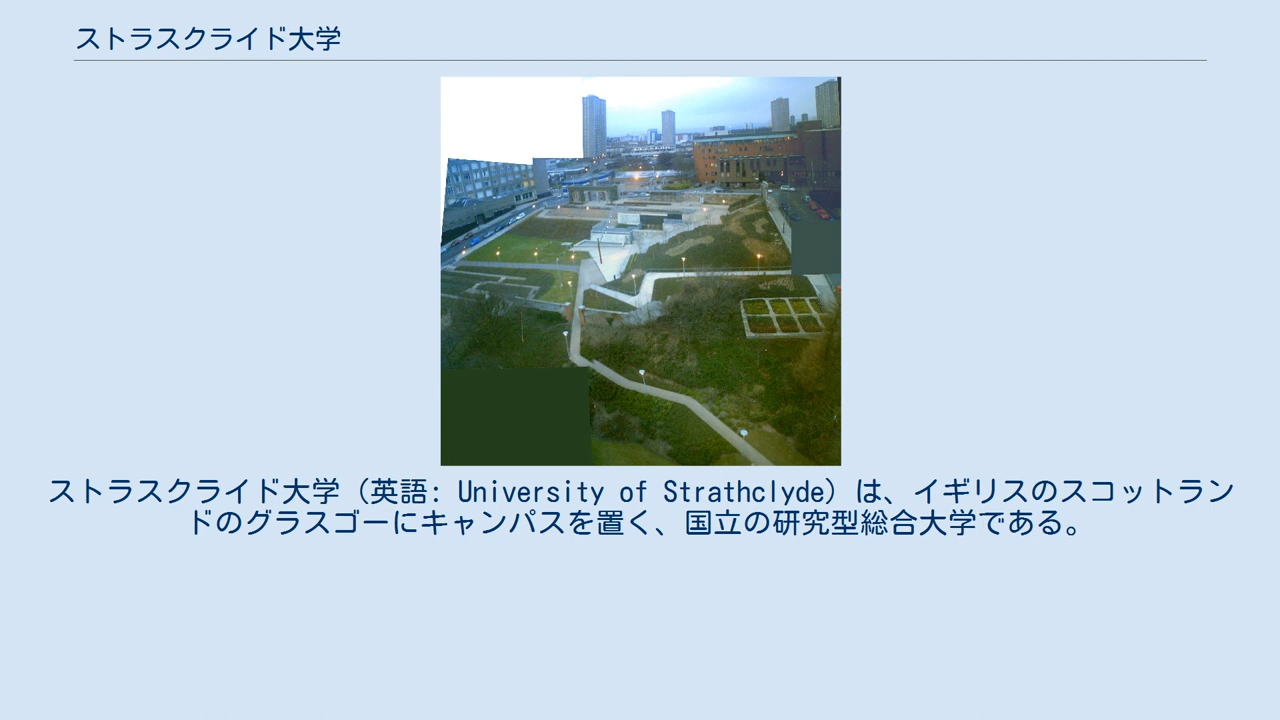 ストラスクライド大学
ストラスクライド大学（英語: University of Strathclyde）は、イギリスのスコットラン
ドのグラスゴーにキャンパスを置く、国立の研究型総合大学である。